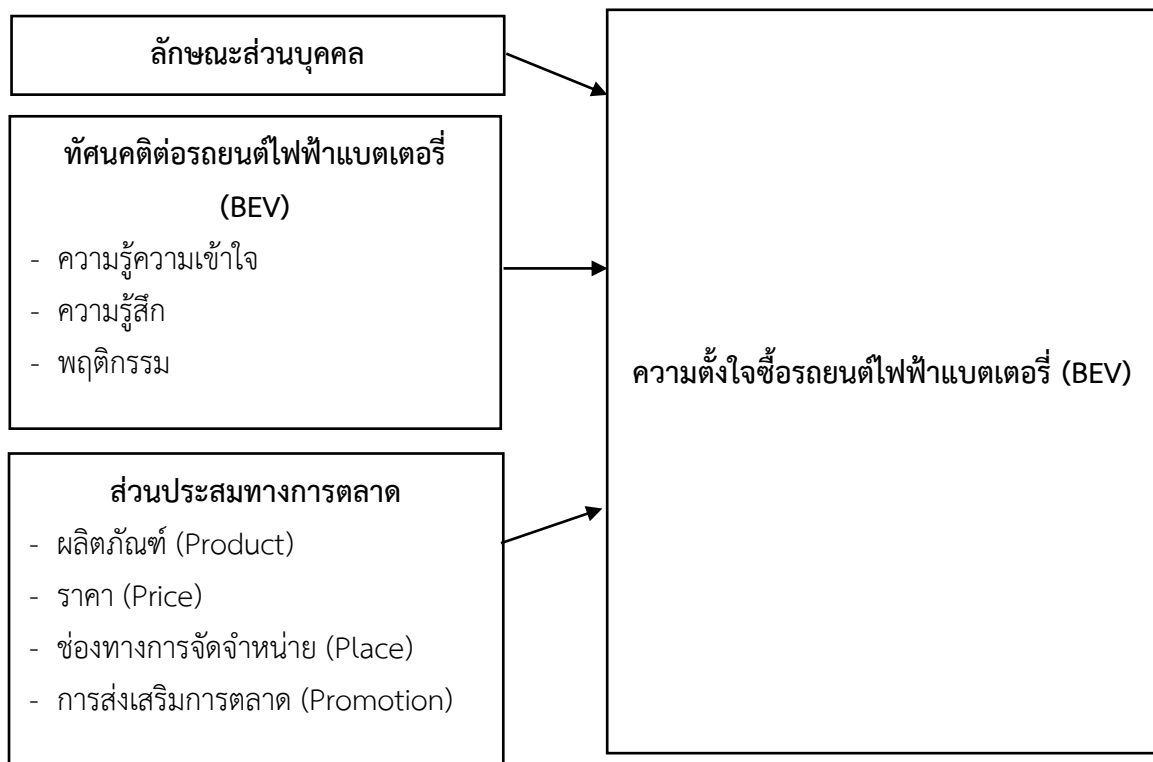 ลักษณะส่วนบุคคล
ทัศนคติต่อรถยนต์ไฟฟ้าแบตเตอรี่
(BEV)
- ความรู้ความเข้าใจ
- ความรู้สึก
- พฤติกรรม
ส่วนประสมทางการตลาด
- ผลิตภัณฑ์ (Product)
- ราคา (Price)
- ช่องทางการจัดจำหน่าย (Place)
- การส่งเสริมการตลาด (Promotion)
ความตั้งใจซื้อรถยนต์ไฟฟ้าแบตเตอรี่ (BEV)